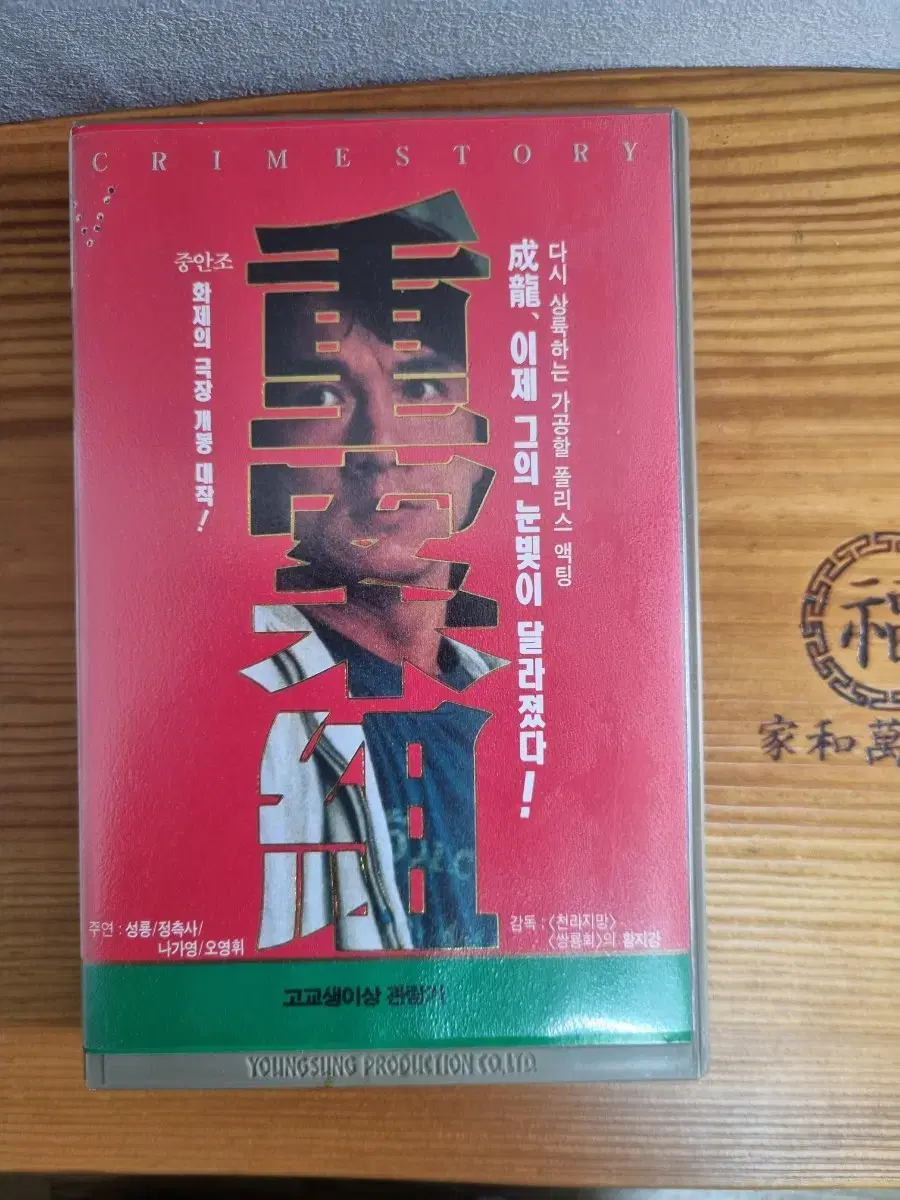 CRIMESTORY
다시 상륙하는 가공할 폴리스 액팅
成龍、이제 그의 눈빛이 달라졌다!
重案組
중안조
화제의 극장 개봉 대작!
주연 : 성룡/정측사/
나가영/오영휘
감독 : <천라지망>
<쌍룡회>의 황지강
고교생이상 관람가
YOUNGSUNG PRODUCTION CO,LTD.
家和萬